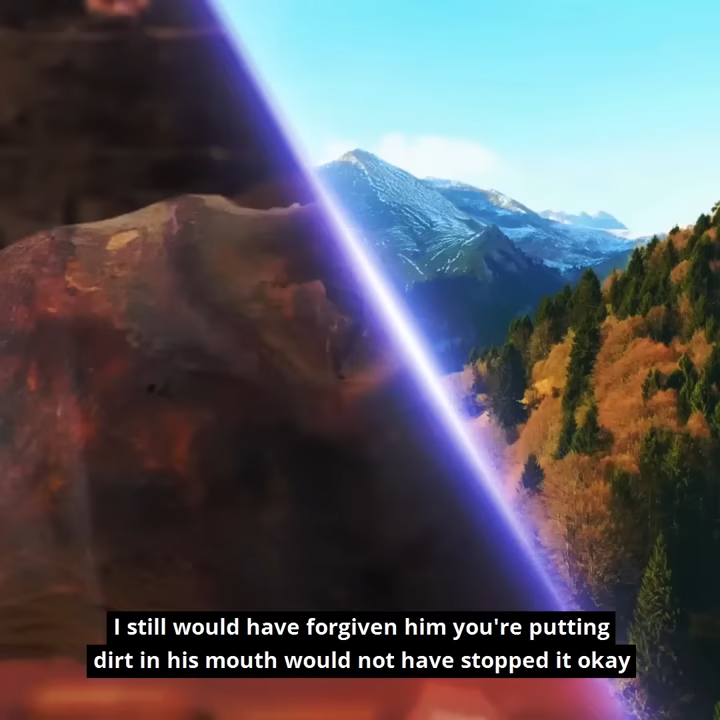 I still would have forgiven him you're putting
dirt in his mouth would not have stopped it okay